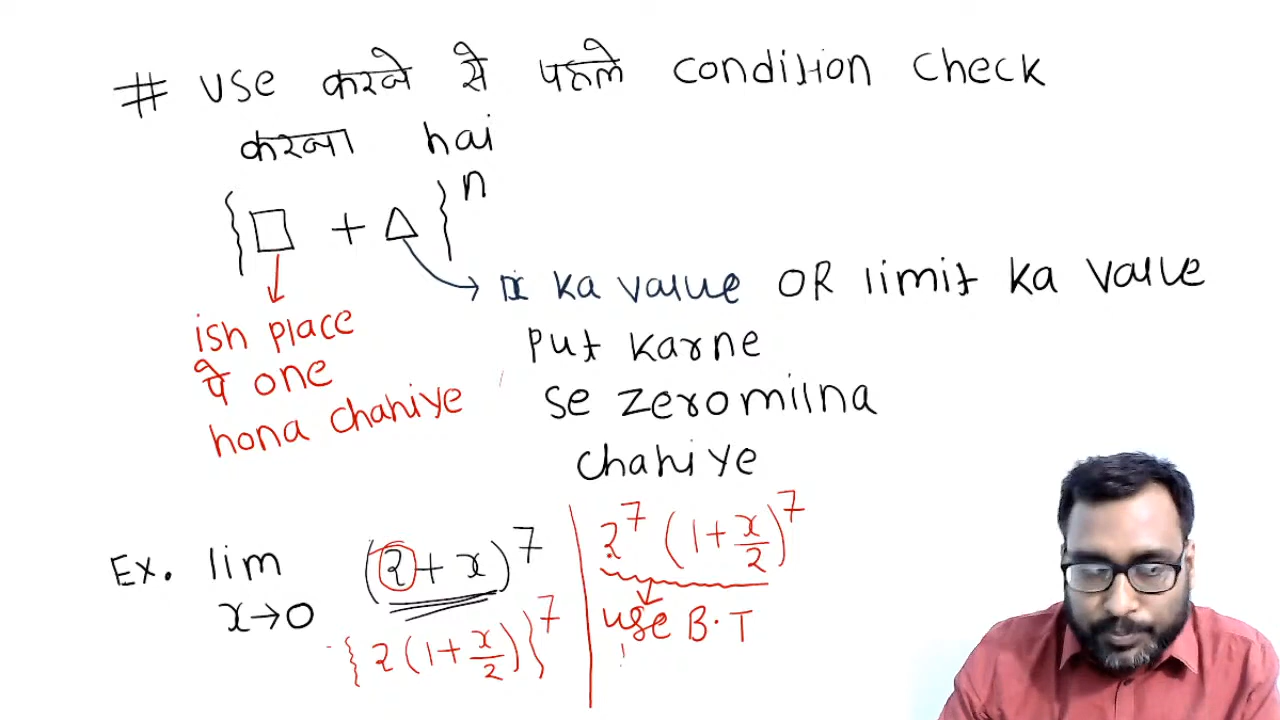 # USE करने से पहले condition check
करना hai
{□ + △}ⁿ
x ka value OR limit ka value
put karne
se zero milna
chahiye
ish place
पे one
hona chahiye
Ex. lim (2 + x)⁷
x→0
{2(1+x/2)}⁷
2⁷ (1+x/2)⁷
use B.T